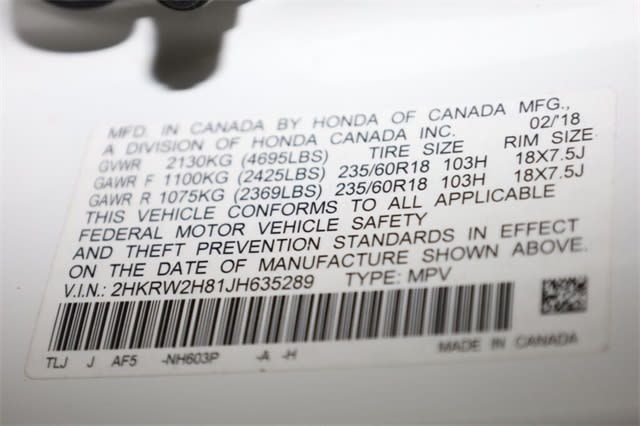 MFD. IN CANADA BY HONDA OF CANADA MFG.,
A DIVISION OF HONDA CANADA INC. 02/'18
GVWR 2130KG (4695LBS) TIRE SIZE RIM SIZE
GAWR F 1100KG (2425LBS) 235/60R18 103H 18X7.5J
GAWR R 1075KG (2369LBS) 235/60R18 103H 18X7.5J
THIS VEHICLE CONFORMS TO ALL APPLICABLE
FEDERAL MOTOR VEHICLE SAFETY
AND THEFT PREVENTION STANDARDS IN EFFECT
ON THE DATE OF MANUFACTURE SHOWN ABOVE.
V.I.N.: 2HKRW2H81JH635289 TYPE: MPV
TLJ J AF5 -NH603P -A -H MADE IN CANADA